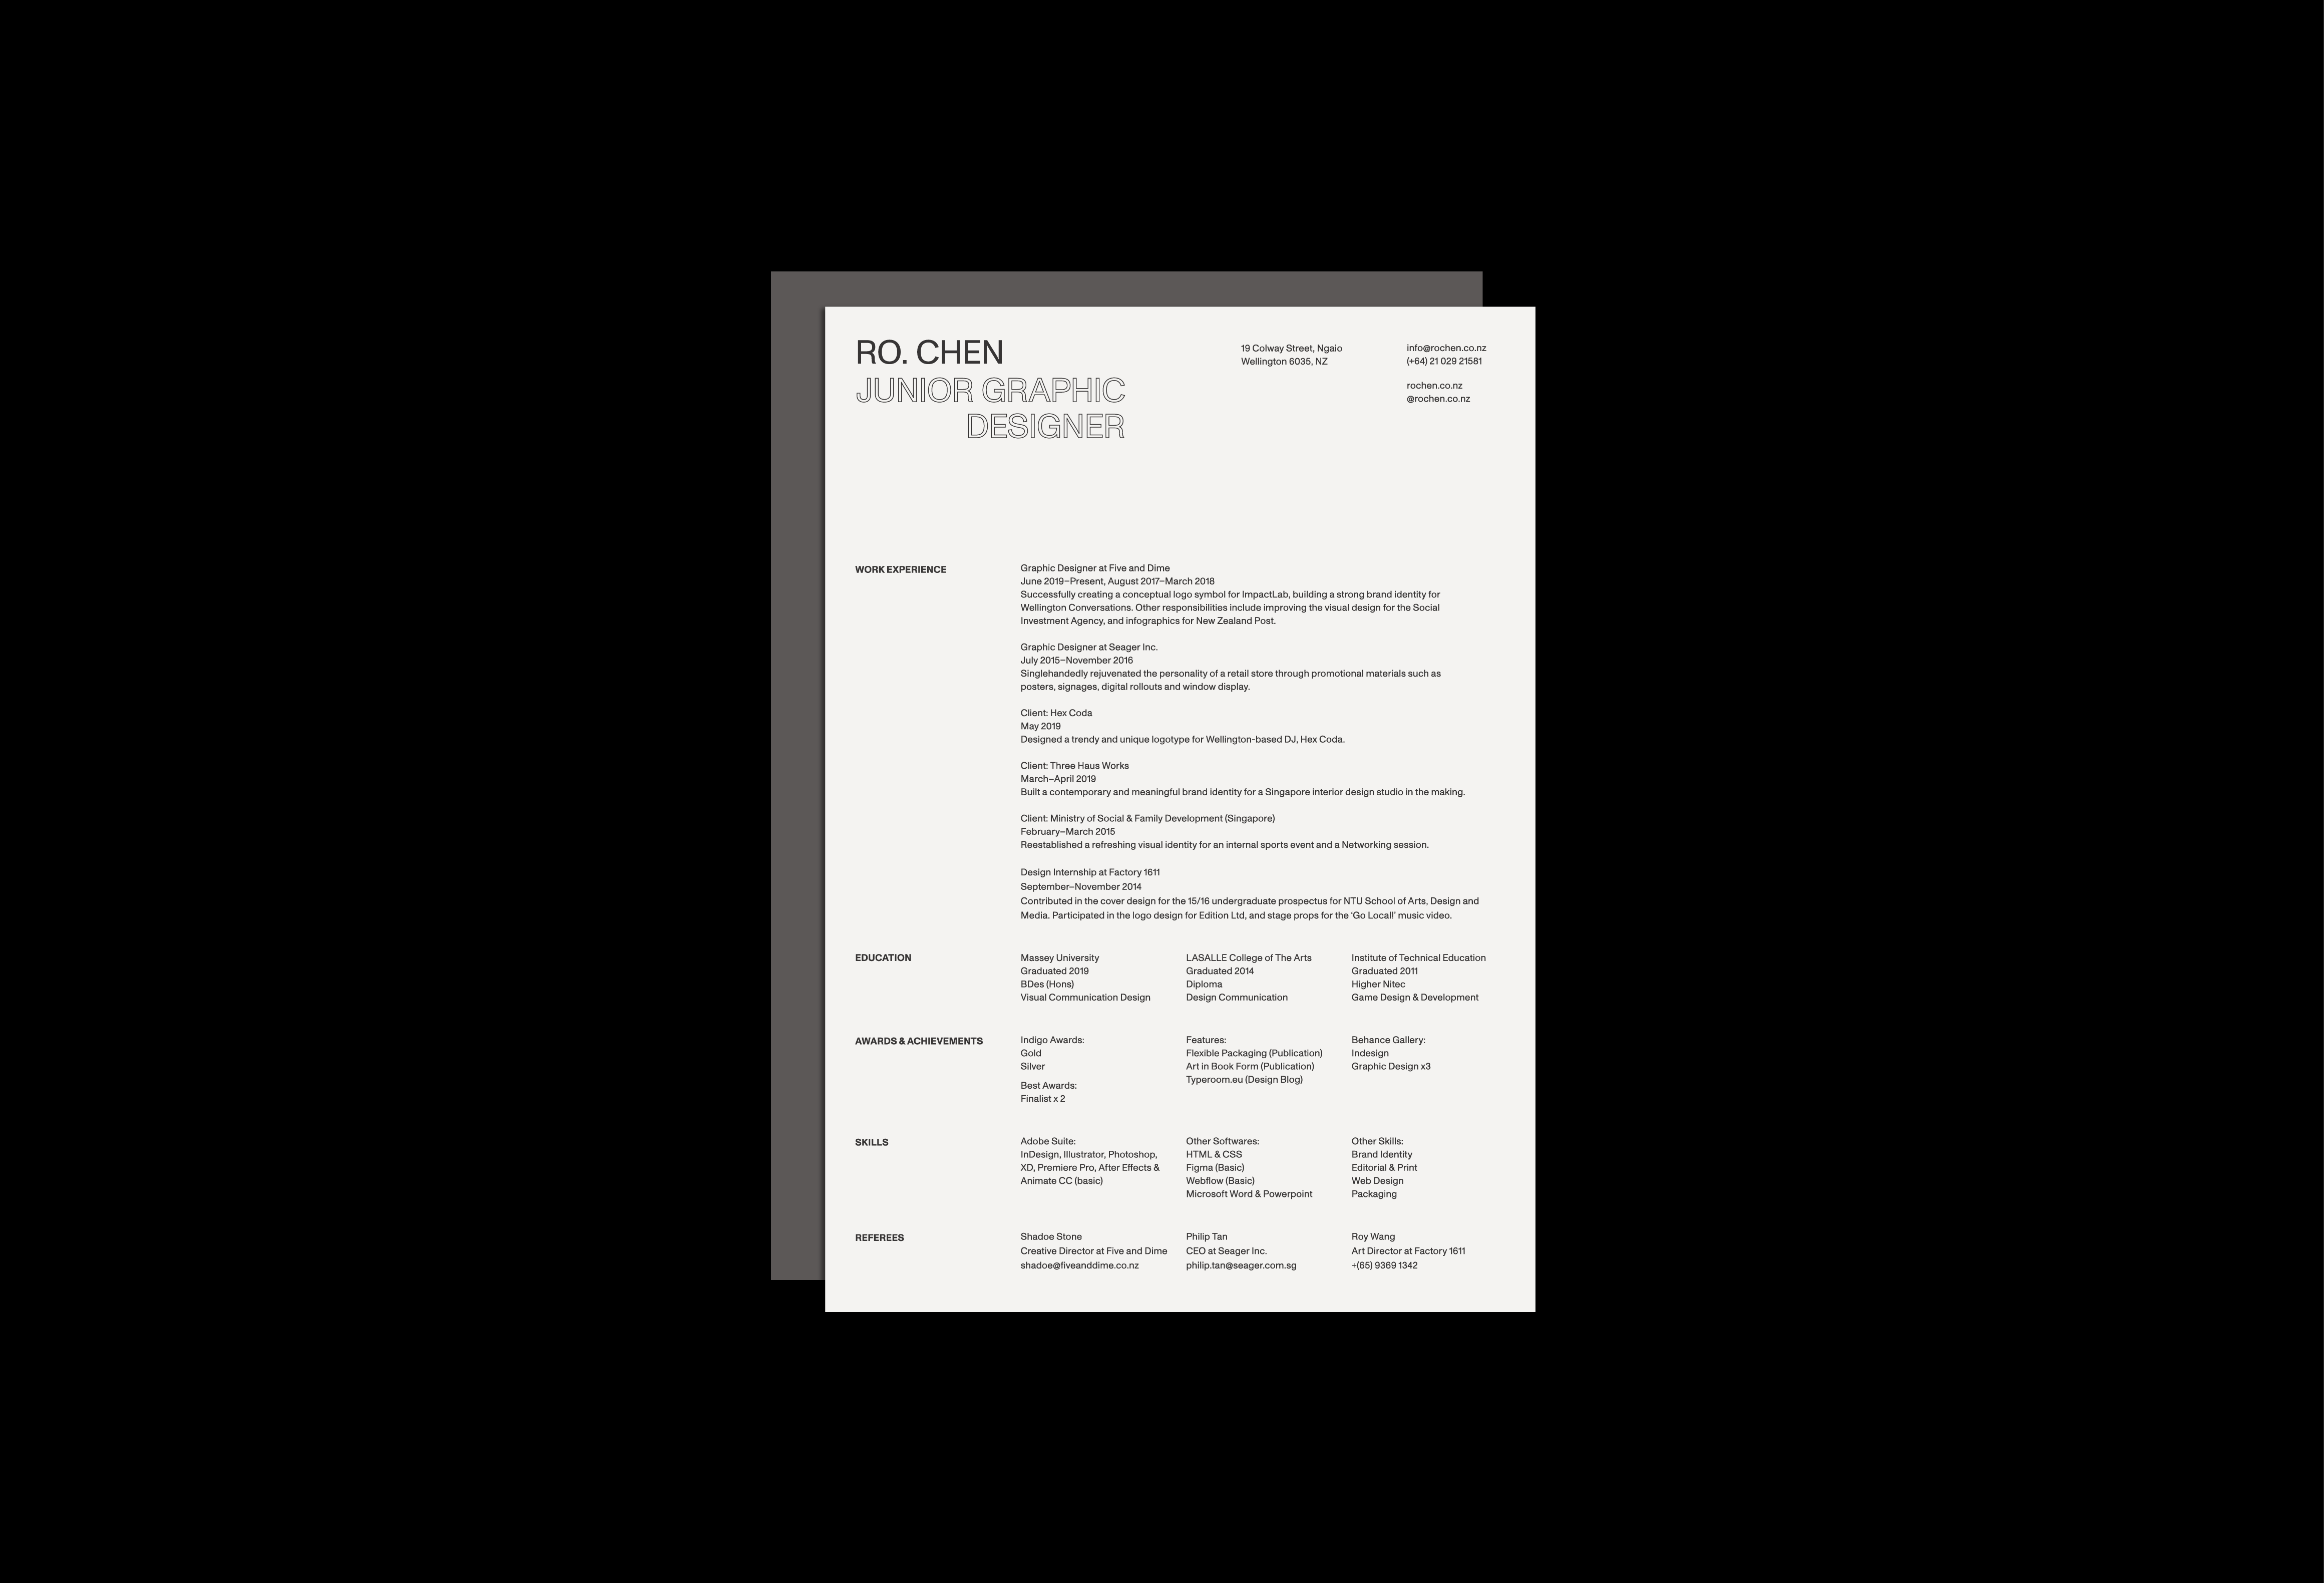 RO. CHEN
JUNIOR GRAPHIC
DESIGNER
19 Colway Street, Ngaio
Wellington 6035, NZ
info@rochen.co.nz
(+64) 21 029 21581
rochen.co.nz
@rochen.co.nz
WORK EXPERIENCE
Graphic Designer at Five and Dime
June 2019–Present, August 2017–March 2018
Successfully creating a conceptual logo symbol for ImpactLab, building a strong brand identity for
Wellington Conversations. Other responsibilities include improving the visual design for the Social
Investment Agency, and infographics for New Zealand Post.
Graphic Designer at Seager Inc.
July 2015–November 2016
Singlehandedly rejuvenated the personality of a retail store through promotional materials such as
posters, signages, digital rollouts and window display.
Client: Hex Coda
May 2019
Designed a trendy and unique logotype for Wellington-based DJ, Hex Coda.
Client: Three Haus Works
March–April 2019
Built a contemporary and meaningful brand identity for a Singapore interior design studio in the making.
Client: Ministry of Social & Family Development (Singapore)
February–March 2015
Reestablished a refreshing visual identity for an internal sports event and a Networking session.
Design Internship at Factory 1611
September–November 2014
Contributed in the cover design for the 15/16 undergraduate prospectus for NTU School of Arts, Design and
Media. Participated in the logo design for Edition Ltd, and stage props for the ‘Go Local!’ music video.
EDUCATION
Massey University
Graduated 2019
BDes (Hons)
Visual Communication Design
LASALLE College of The Arts
Graduated 2014
Diploma
Design Communication
Institute of Technical Education
Graduated 2011
Higher Nitec
Game Design & Development
AWARDS & ACHIEVEMENTS
Indigo Awards:
Gold
Silver
Best Awards:
Finalist x 2
Features:
Flexible Packaging (Publication)
Art in Book Form (Publication)
Typeroom.eu (Design Blog)
Behance Gallery:
Indesign
Graphic Design x3
SKILLS
Adobe Suite:
InDesign, Illustrator, Photoshop,
XD, Premiere Pro, After Effects &
Animate CC (basic)
Other Softwares:
HTML & CSS
Figma (Basic)
Webflow (Basic)
Microsoft Word & Powerpoint
Other Skills:
Brand Identity
Editorial & Print
Web Design
Packaging
REFEREES
Shadoe Stone
Creative Director at Five and Dime
shadoe@fiveanddime.co.nz
Philip Tan
CEO at Seager Inc.
philip.tan@seager.com.sg
Roy Wang
Art Director at Factory 1611
+(65) 9369 1342